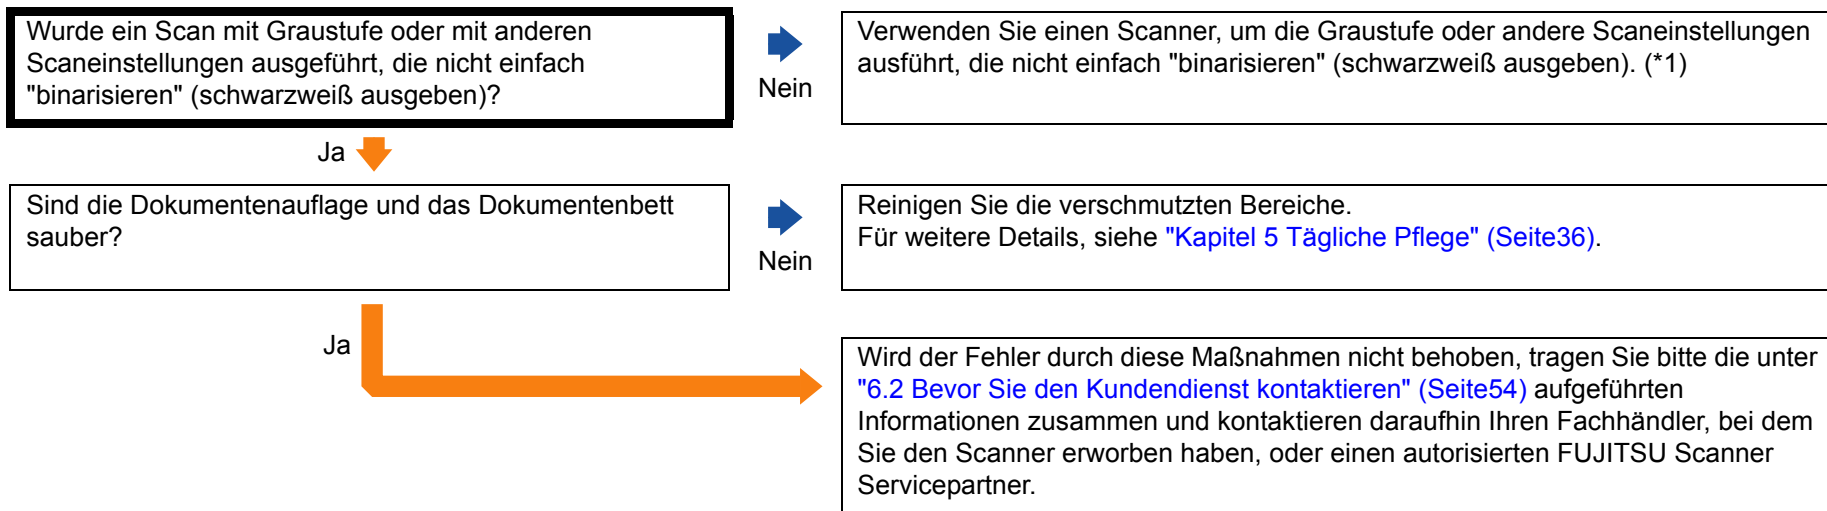 Wurde ein Scan mit Graustufe oder mit anderen
Scaneinstellungen ausgeführt, die nicht einfach
"binarisieren" (schwarzweiß ausgeben)?
Nein
Verwenden Sie einen Scanner, um die Graustufe oder andere Scaneinstellungen
ausführt, die nicht einfach "binarisieren" (schwarzweiß ausgeben). (*1)
Ja
Sind die Dokumentenauflage und das Dokumentenbett
sauber?
Nein
Reinigen Sie die verschmutzten Bereiche.
Für weitere Details, siehe "Kapitel 5 Tägliche Pflege" (Seite36).
Ja
Wird der Fehler durch diese Maßnahmen nicht behoben, tragen Sie bitte die unter
"6.2 Bevor Sie den Kundendienst kontaktieren" (Seite54) aufgeführten
Informationen zusammen und kontaktieren daraufhin Ihren Fachhändler, bei dem
Sie den Scanner erworben haben, oder einen autorisierten FUJITSU Scanner
Servicepartner.